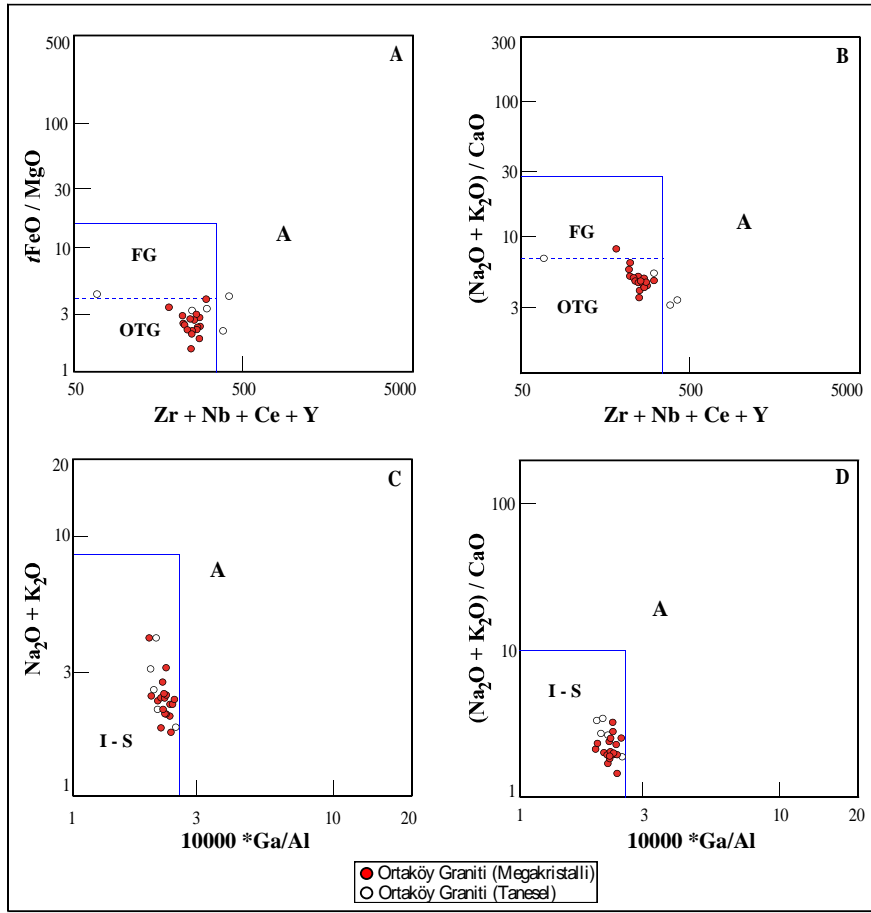 A
500
100
30
10
3
1
tFeO / MgO
FG
OTG
A
50
500
5000
Zr + Nb + Ce + Y
B
300
100
30
10
3
(Na2O + K2O) / CaO
FG
OTG
A
50
500
5000
Zr + Nb + Ce + Y
C
20
10
3
1
Na2O + K2O
A
I - S
1
3
10
20
10000 *Ga/Al
D
100
10
1
(Na2O + K2O) / CaO
A
I - S
1
3
10
20
10000 *Ga/Al
Ortaköy Graniti (Megakristalli)
Ortaköy Graniti (Tanesel)